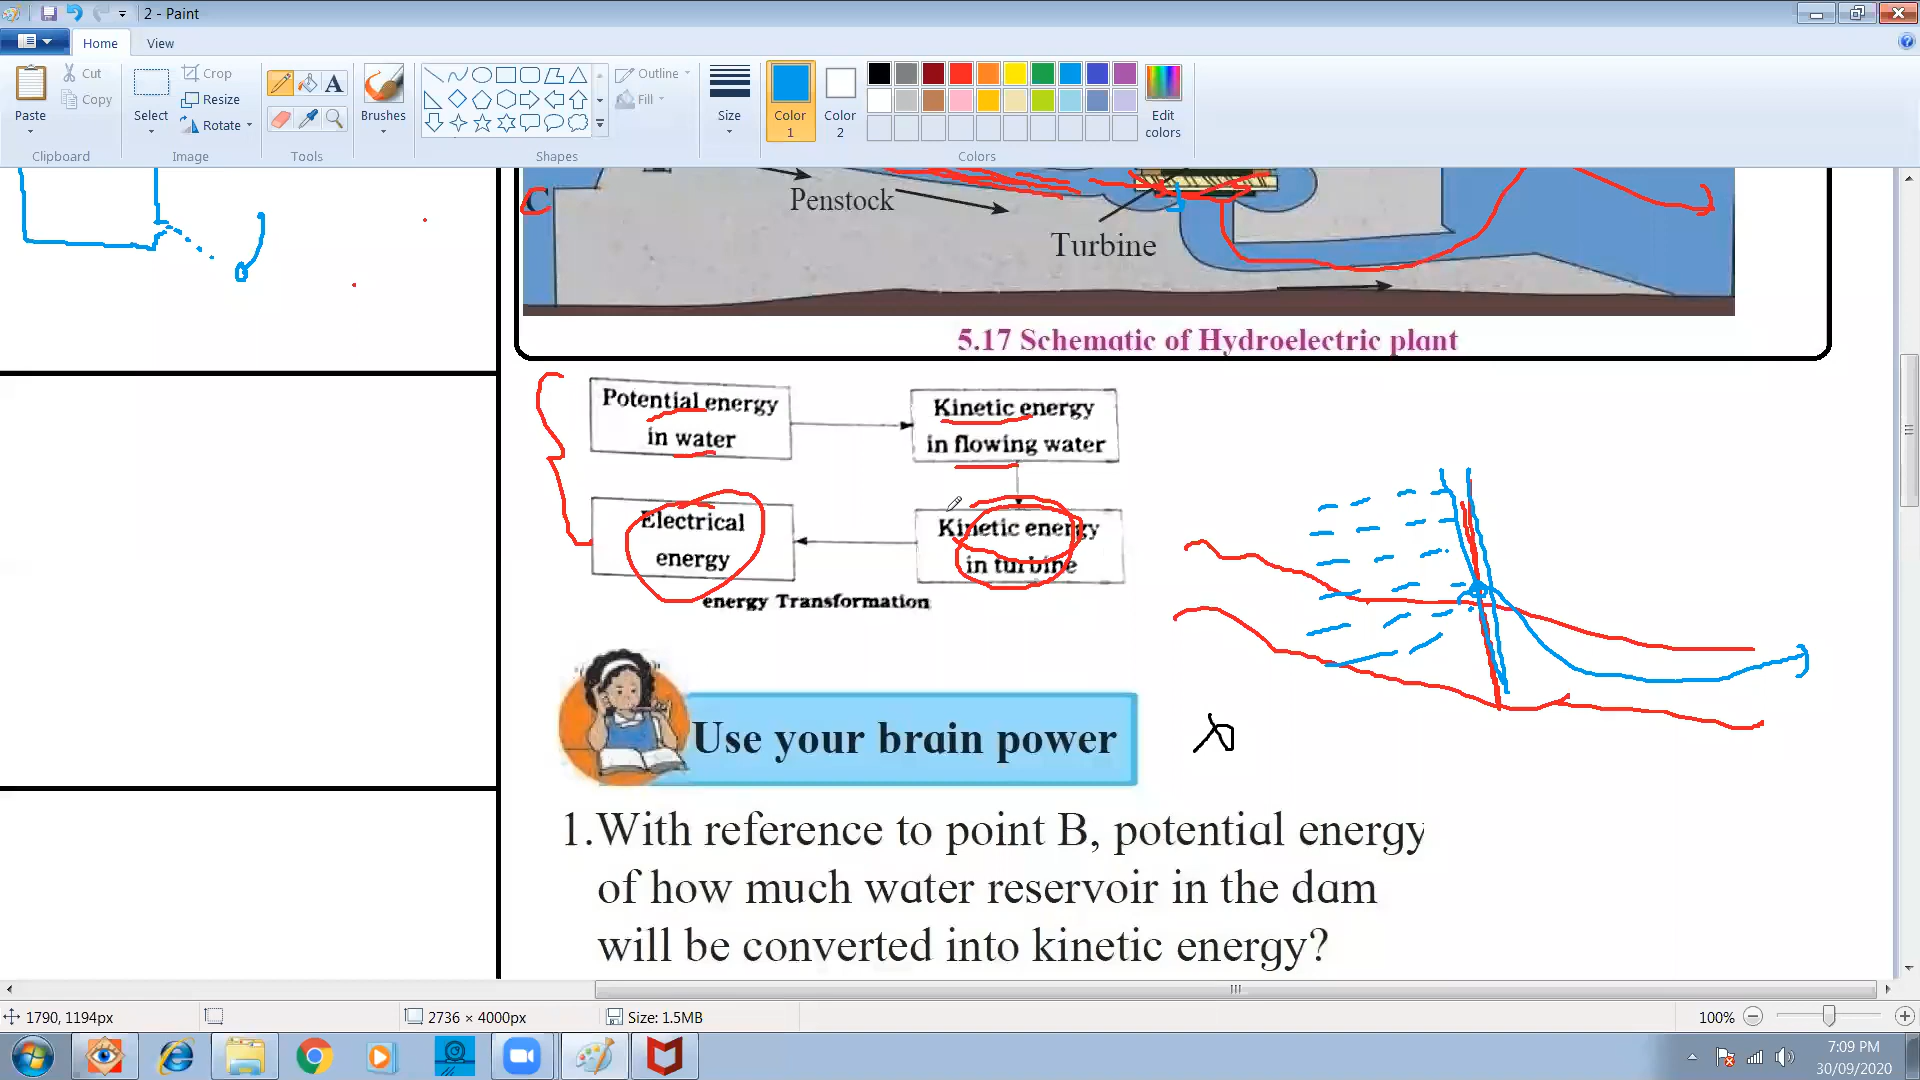 2 - Paint
Home
View
Paste
Cut
Copy
Select
Crop
Resize
Rotate
Brushes
Outline
Fill
Size
Color 1
Color 2
Edit colors
Clipboard
Image
Tools
Shapes
Colors
C
Penstock
Turbine
5.17 Schematic of Hydroelectric plant
Potential energy
in water
Kinetic energy
in flowing water
Electrical
energy
Kinetic energy
in turbine
energy Transformation
Use your brain power
1.With reference to point B, potential energy
of how much water reservoir in the dam
will be converted into kinetic energy?
1790, 1194px
2736 × 4000px
Size: 1.5MB
100%
7:09 PM
30/09/2020